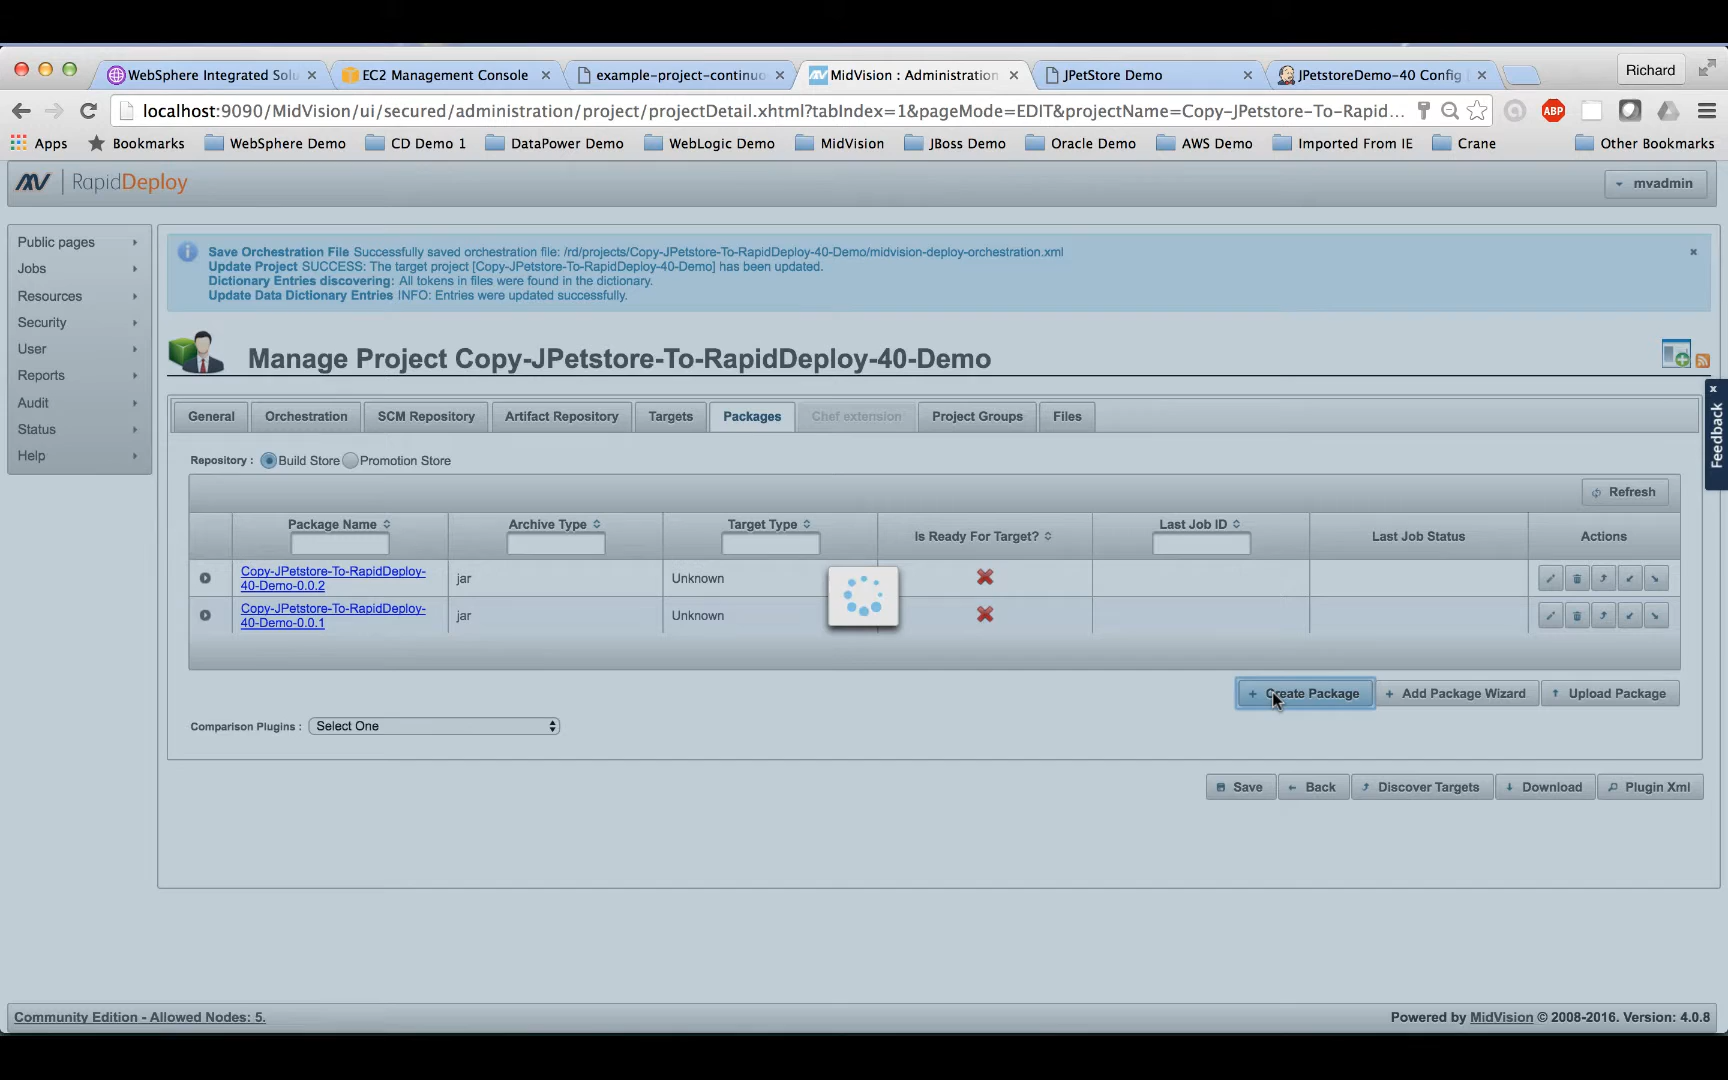 WebSphere Integrated Solu
EC2 Management Console
example-project-continuo
MidVision : Administration
JPetStore Demo
JPetstoreDemo-40 Config
Richard
localhost:9090/MidVision/ui/secured/administration/project/projectDetail.xhtml?tabIndex=1&pageMode=EDIT&projectName=Copy-JPetstore-To-Rapid...
ABP
Apps
Bookmarks
WebSphere Demo
CD Demo 1
DataPower Demo
WebLogic Demo
MidVision
JBoss Demo
Oracle Demo
AWS Demo
Imported From IE
Crane
Other Bookmarks
RapidDeploy
mvadmin
Public pages
Jobs
Resources
Security
User
Reports
Audit
Status
Help
Save Orchestration File Successfully saved orchestration file: /rd/projects/Copy-JPetstore-To-RapidDeploy-40-Demo/midvision-deploy-orchestration.xml
Update Project SUCCESS: The target project [Copy-JPetstore-To-RapidDeploy-40-Demo] has been updated.
Dictionary Entries discovering: All tokens in files were found in the dictionary.
Update Data Dictionary Entries INFO: Entries were updated successfully.
Manage Project Copy-JPetstore-To-RapidDeploy-40-Demo
Feedback
General
Orchestration
SCM Repository
Artifact Repository
Targets
Packages
Chef extension
Project Groups
Files
Repository : Build Store Promotion Store
Refresh
Package Name
Archive Type
Target Type
Is Ready For Target?
Last Job ID
Last Job Status
Actions
Copy-JPetstore-To-RapidDeploy-
40-Demo-0.0.2
jar
Unknown
Copy-JPetstore-To-RapidDeploy-
40-Demo-0.0.1
jar
Unknown
Create Package
Add Package Wizard
Upload Package
Comparison Plugins : Select One
Save
Back
Discover Targets
Download
Plugin Xml
Community Edition - Allowed Nodes: 5.
Powered by MidVision © 2008-2016. Version: 4.0.8